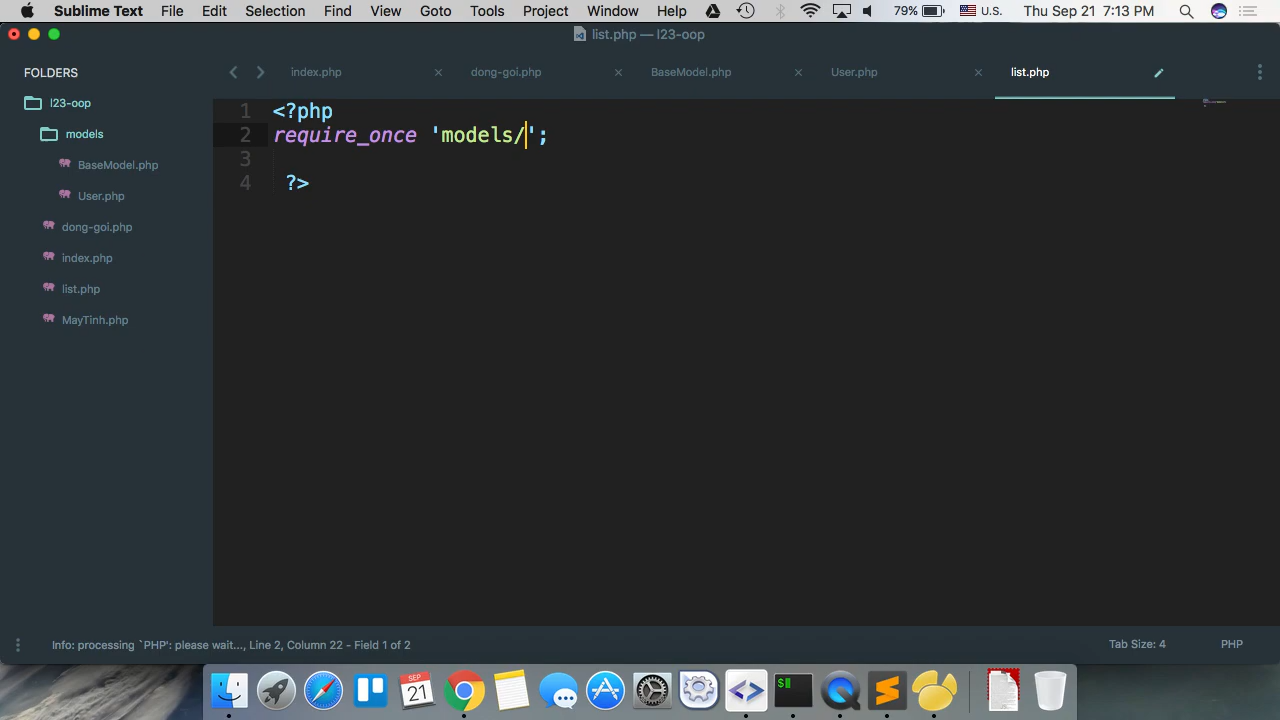 Sublime Text File Edit Selection Find View Goto Tools Project Window Help 79% U.S. Thu Sep 21 7:13 PM
list.php — l23-oop
FOLDERS
l23-oop
models
BaseModel.php
User.php
dong-goi.php
index.php
list.php
MayTinh.php
index.php dong-goi.php BaseModel.php User.php list.php
1 <?php
2 require_once 'models/';
3
4 ?>
Info: processing `PHP': please wait..., Line 2, Column 22 - Field 1 of 2 Tab Size: 4 PHP
SEP
21
$